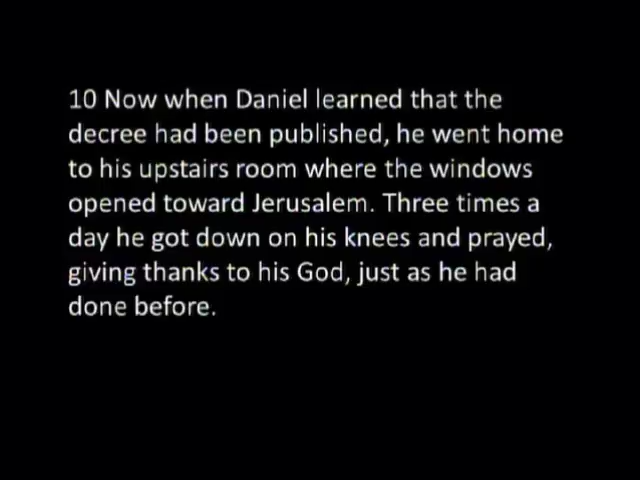 10 Now when Daniel learned that the
decree had been published, he went home
to his upstairs room where the windows
opened toward Jerusalem. Three times a
day he got down on his knees and prayed,
giving thanks to his God, just as he had
done before.